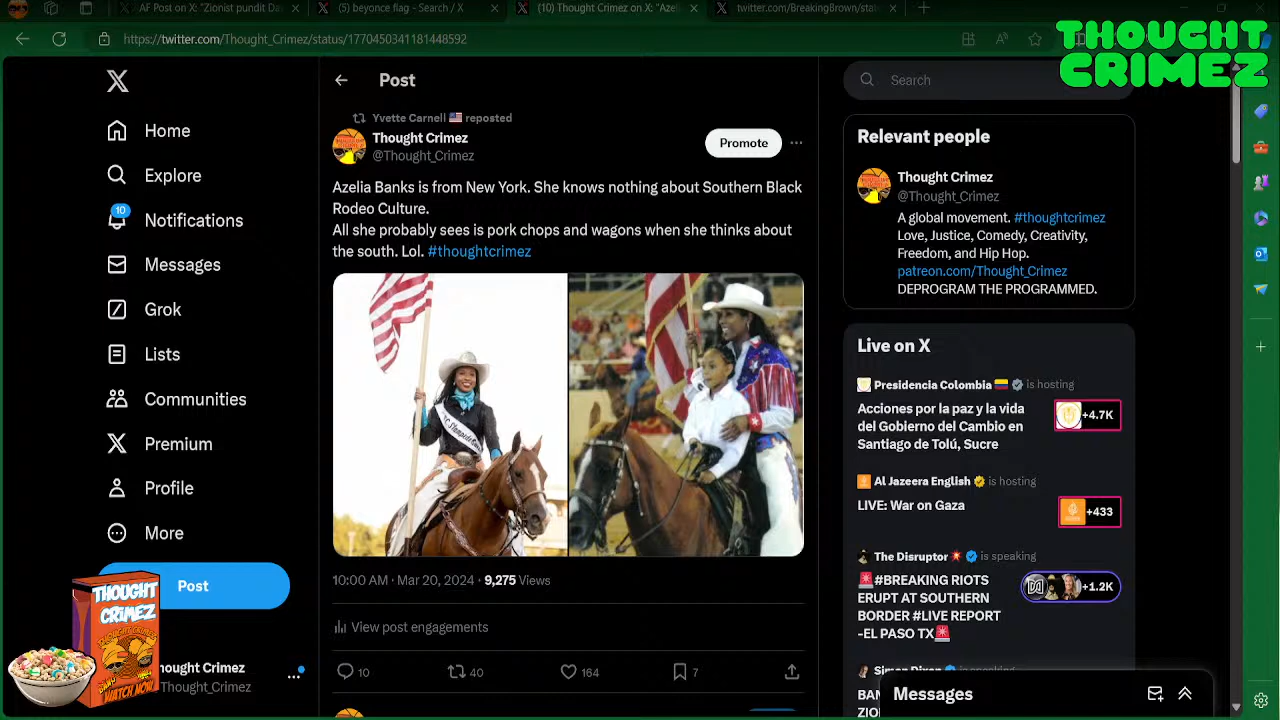 AF Post on X: "Zionist pundit Da
(5) beyonce flag - Search / X
(10) Thought Crimez on X: "Azeli
twitter.com/BreakingBrown/stat
https://twitter.com/Thought_Crimez/status/1770450341181448592
THOUGHT
CRIMEZ
Home
Explore
10
Notifications
Messages
Grok
Lists
Communities
Premium
Profile
More
Post
THOUGHT
CRIMEZ
WATCH NOW
hought Crimez
Thought_Crimez
Post
Yvette Carnell 🇺🇸 reposted
Thought Crimez
@Thought_Crimez
Promote
Azelia Banks is from New York. She knows nothing about Southern Black
Rodeo Culture.
All she probably sees is pork chops and wagons when she thinks about
the south. Lol. #thoughtcrimez
10:00 AM · Mar 20, 2024 · 9,275 Views
View post engagements
10 40 164 7
Search
Relevant people
Thought Crimez
@Thought_Crimez
A global movement. #thoughtcrimez
Love, Justice, Comedy, Creativity,
Freedom, and Hip Hop.
patreon.com/Thought_Crimez
DEPROGRAM THE PROGRAMMED.
Live on X
Presidencia Colombia 🇨🇴 is hosting
Acciones por la paz y la vida
del Gobierno del Cambio en
Santiago de Tolú, Sucre
+4.7K
Al Jazeera English is hosting
LIVE: War on Gaza
+433
The Disruptor💥 is speaking
🚨#BREAKING RIOTS
ERUPT AT SOUTHERN
BORDER #LIVE REPORT
-EL PASO TX🚨
+1.2K
Simon Dixon is speaking
BAN
ZIO
Messages